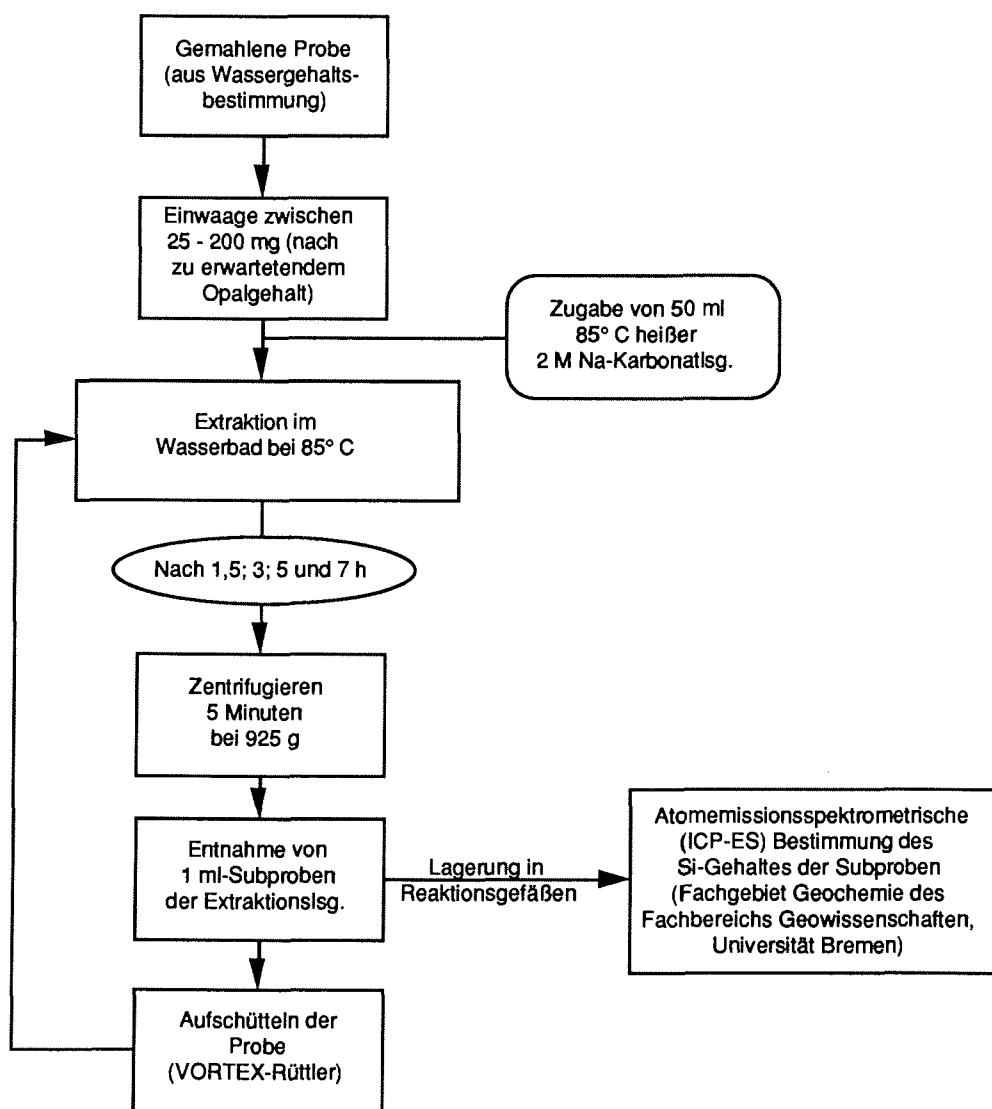 Gemahlene Probe
(aus Wassergehalts-
bestimmung)
Einwaage zwischen
25 - 200 mg (nach
zu erwartetendem
Opalgehalt)
Zugabe von 50 ml
85° C heißer
2 M Na-Karbonatlsg.
Extraktion im
Wasserbad bei 85° C
Nach 1,5; 3; 5 und 7 h
Zentrifugieren
5 Minuten
bei 925 g
Entnahme von
1 ml-Subproben
der Extraktionslsg.
Lagerung in
Reaktionsgefäßen
Atomemissionsspektrometrische
(ICP-ES) Bestimmung des
Si-Gehaltes der Subproben
(Fachgebiet Geochemie des
Fachbereichs Geowissenschaften,
Universität Bremen)
Aufschütteln der
Probe
(VORTEX-Rüttler)